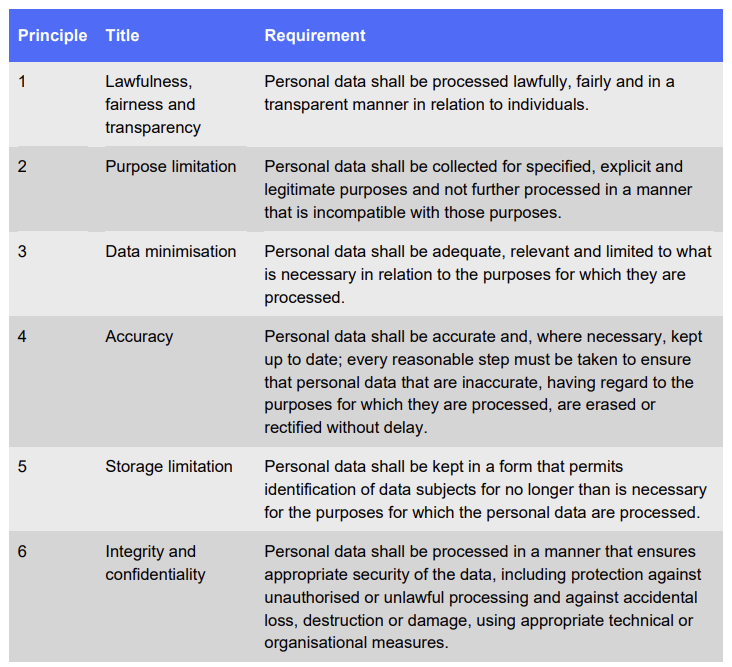 Principle Title Requirement
1 Lawfulness, Personal data shall be processed lawfully, fairly and in a
fairness and transparent manner in relation to individuals.
transparency
2 Purpose limitation Personal data shall be collected for specified, explicit and
legitimate purposes and not further processed in a manner
that is incompatible with those purposes.
3 Data minimisation Personal data shall be adequate, relevant and limited to what
is necessary in relation to the purposes for which they are
processed.
4 Accuracy Personal data shall be accurate and, where necessary, kept
up to date; every reasonable step must be taken to ensure
that personal data that are inaccurate, having regard to the
purposes for which they are processed, are erased or
rectified without delay.
5 Storage limitation Personal data shall be kept in a form that permits
identification of data subjects for no longer than is necessary
for the purposes for which the personal data are processed.
6 Integrity and Personal data shall be processed in a manner that ensures
confidentiality appropriate security of the data, including protection against
unauthorised or unlawful processing and against accidental
loss, destruction or damage, using appropriate technical or
organisational measures.